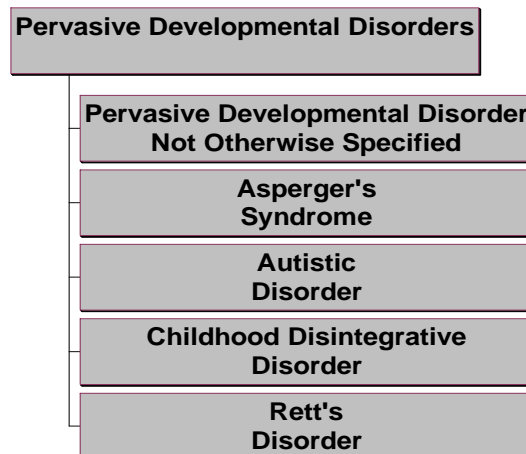 Pervasive Developmental Disorders
Pervasive Developmental Disorder
Not Otherwise Specified
Asperger's
Syndrome
Autistic
Disorder
Childhood Disintegrative
Disorder
Rett's
Disorder